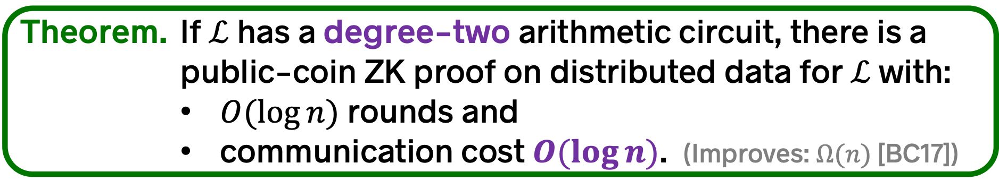 Theorem. If ℒ has a degree-two arithmetic circuit, there is a
public-coin ZK proof on distributed data for ℒ with:
• O(log n) rounds and
• communication cost O(log n). (Improves: Ω(n) [BC17])